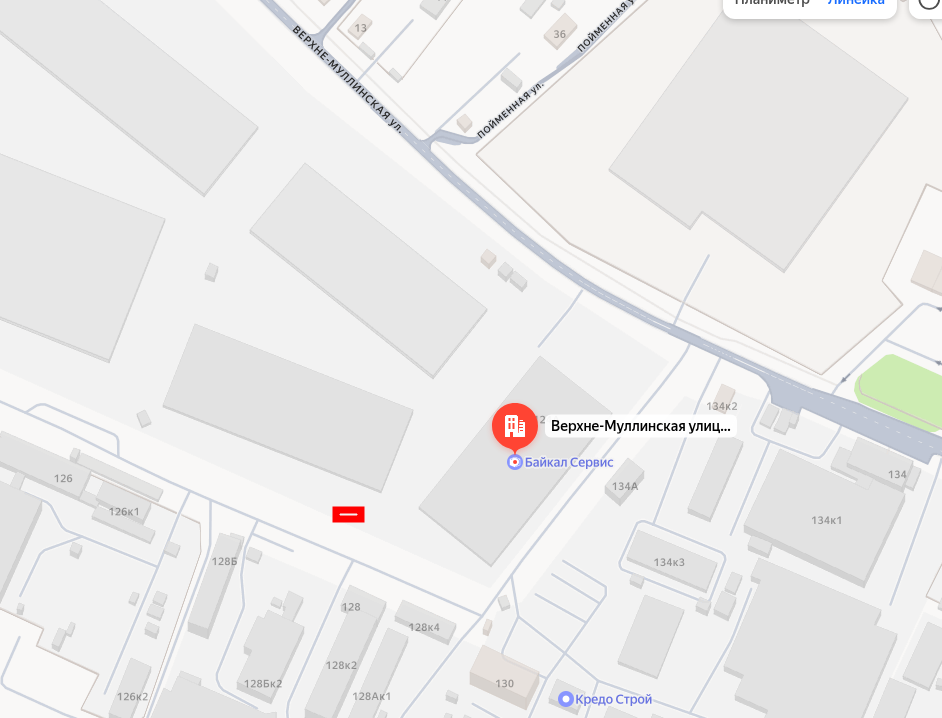 Планиметр Линейка
13
36
ВЕРХНЕ-МУЛЛИНСКАЯ УЛ.
ПОЙМЕННАЯ УЛ.
ПОЙМЕННАЯ УЛ.
134к2
Верхне-Муллинская улиц...
Байкал Сервис
126
126к1
134А
134
134к1
128Б
134к3
128
128к4
128к2
128Бк2
128Ак1
126к2
130
Кредо Строй